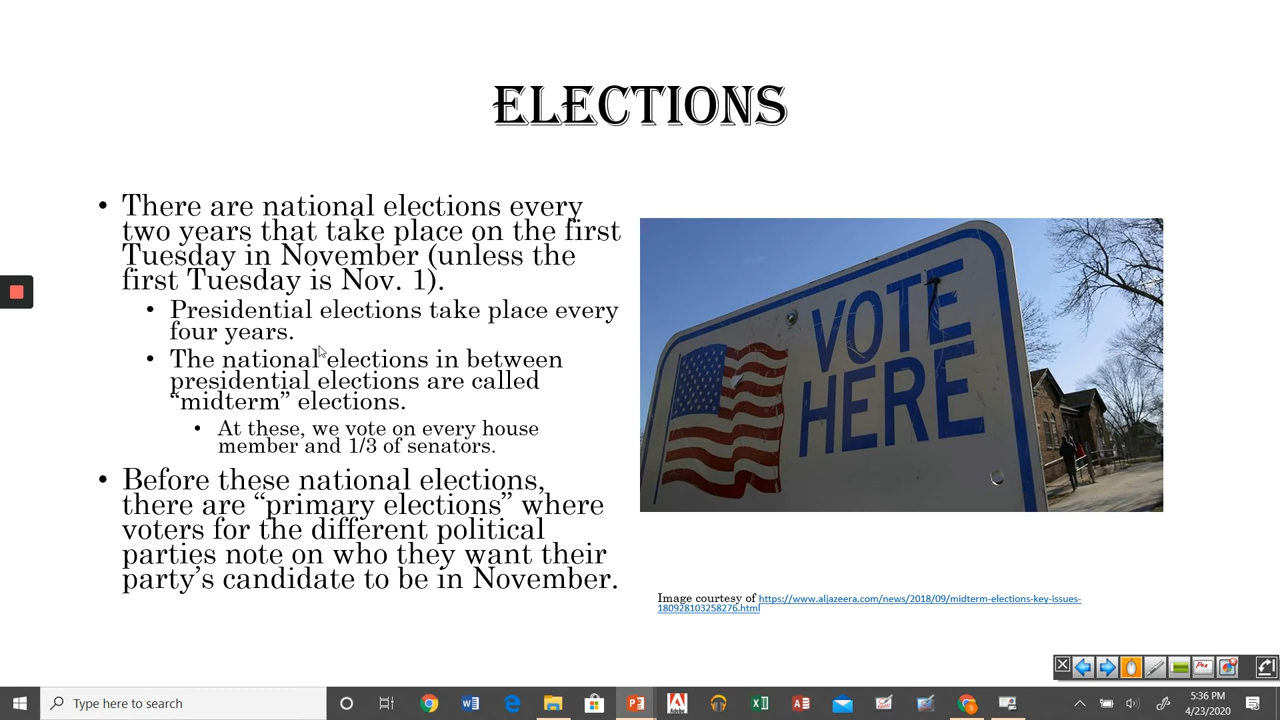 ELECTIONS
• There are national elections every
two years that take place on the first
Tuesday in November (unless the
first Tuesday is Nov. 1).
• Presidential elections take place every
four years.
• The national elections in between
presidential elections are called
“midterm” elections.
• At these, we vote on every house
member and 1/3 of senators.
• Before these national elections,
there are “primary elections” where
voters for the different political
parties note on who they want their
party’s candidate to be in November.
VOTE
HERE
Image courtesy of https://www.aljazeera.com/news/2018/09/midterm-elections-key-issues-
180928103258276.html
Type here to search
5:36 PM
4/23/2020